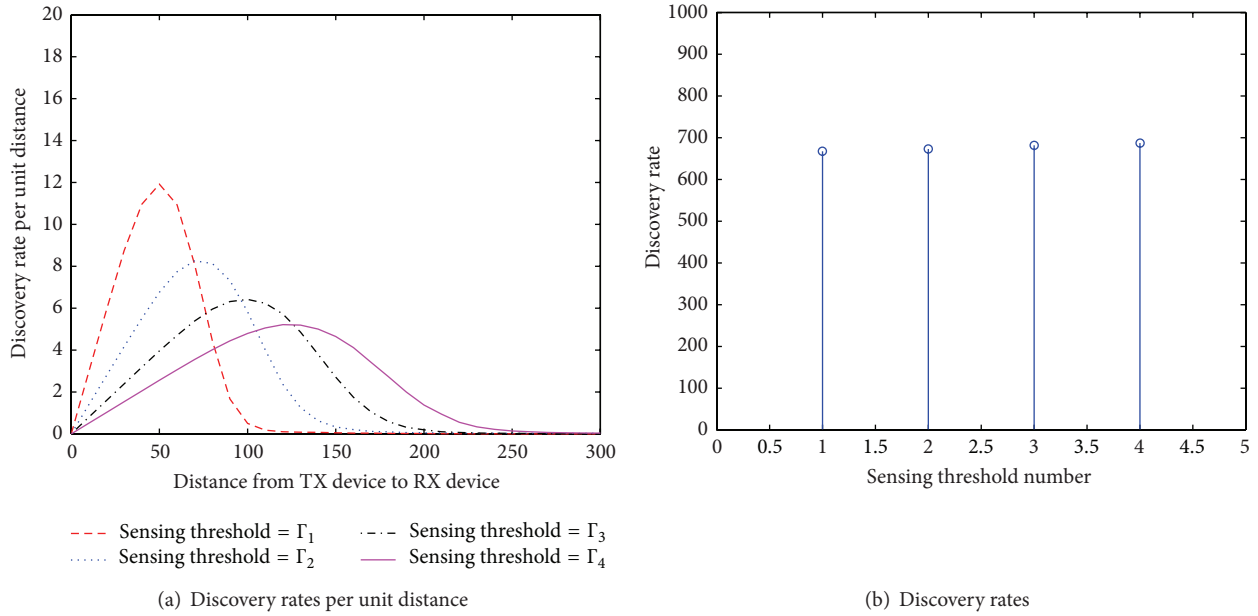 20
18
16
14
12
10
8
6
4
2
0
Discovery rate per unit distance
0 50 100 150 200 250 300
Distance from TX device to RX device
Sensing threshold = Γ1
Sensing threshold = Γ2
Sensing threshold = Γ3
Sensing threshold = Γ4
(a) Discovery rates per unit distance
1000
900
800
700
600
500
400
300
200
100
0
Discovery rate
0 0.5 1 1.5 2 2.5 3 3.5 4 4.5 5
Sensing threshold number
(b) Discovery rates